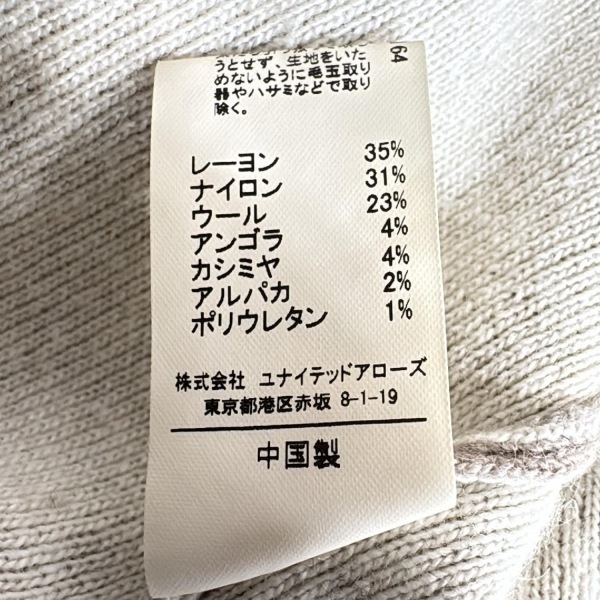 うとせず、生地をいた
めないように毛玉取り
器やハサミなどで取り
除く。
64
レーヨン 35%
ナイロン 31%
ウール 23%
アンゴラ 4%
カシミヤ 4%
アルパカ 2%
ポリウレタン 1%
株式会社 ユナイテッドアローズ
東京都港区赤坂 8-1-19
中国製